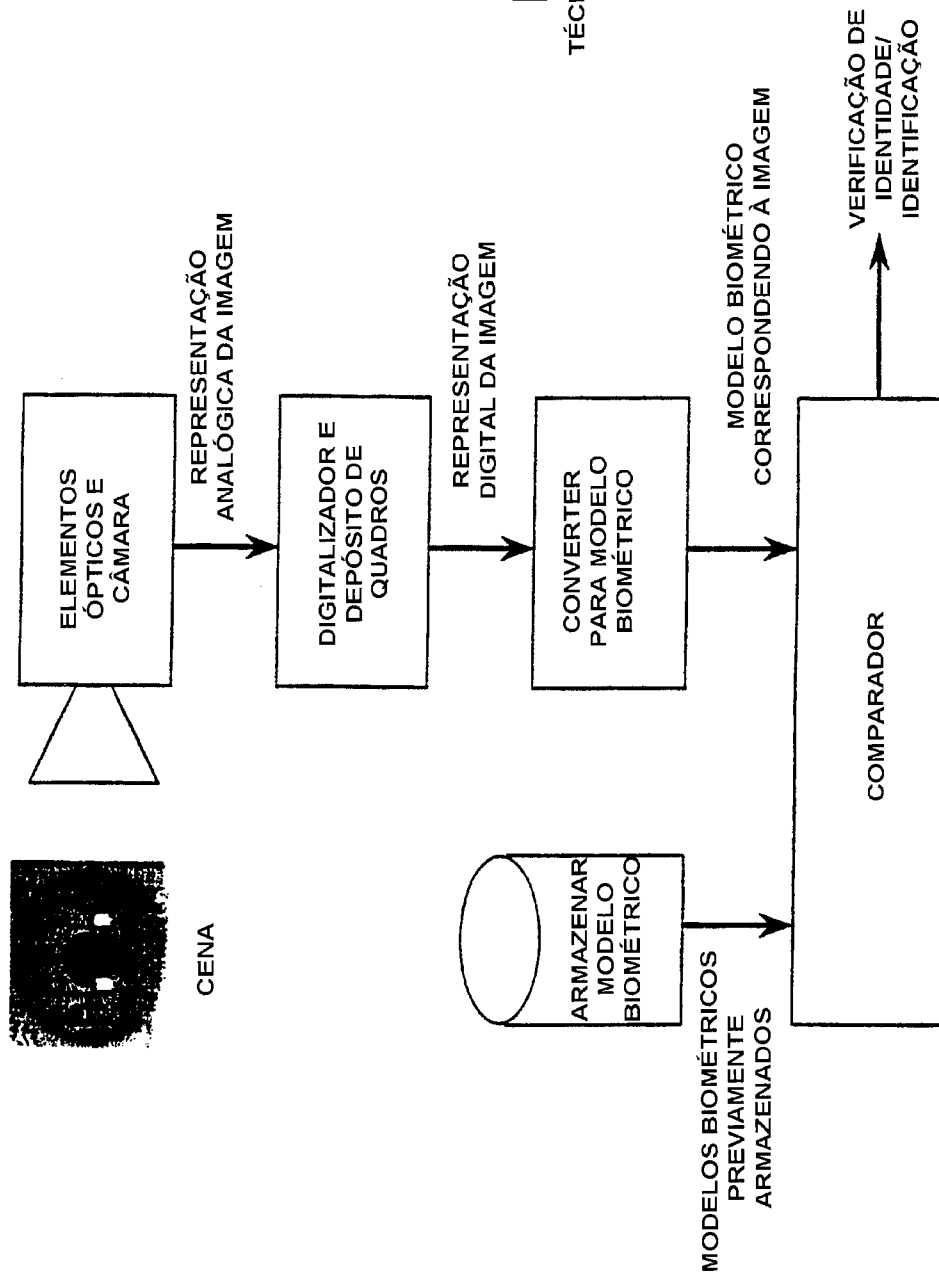 CENA
ELEMENTOS
ÓPTICOS E
CÂMARA
REPRESENTAÇÃO
ANALÓGICA DA IMAGEM
DIGITALIZADOR E
DEPÓSITO DE
QUADROS
REPRESENTAÇÃO
DIGITAL DA IMAGEM
CONVERTER
PARA MODELO
BIOMÉTRICO
MODELO BIOMÉTRICO
CORRESPONDENDO À IMAGEM
ARMAZENAR
MODELO
BIOMÉTRICO
MODELOS BIOMÉTRICOS
PREVIAMENTE
ARMAZENADOS
COMPARADOR
VERIFICAÇÃO DE
IDENTIDADE/
IDENTIFICAÇÃO